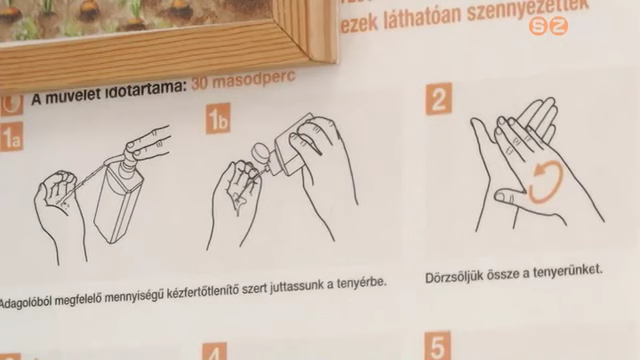 ezek láthatóan szennyezettek
SZ
A művelet időtartama: 30 másodperc
1a
1b
2
Adagolóból megfelelő mennyiségű kézfertőtlenítő szert juttassunk a tenyérbe.
Dörzsöljük össze a tenyerünket.
4
5